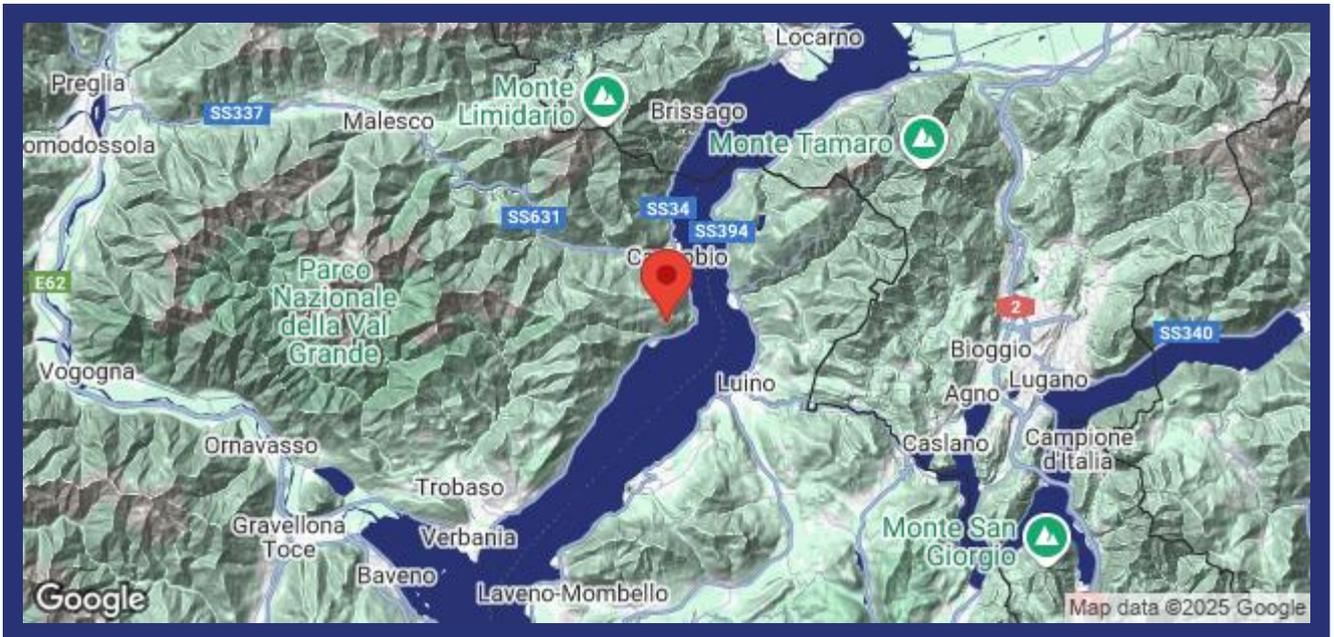 Locarno
Preglia
Monte
Limidario
Brissago
SS337
Malesco
Monte Tamaro
omodossola
SS34
SS631
SS394
E62
Parco
Nazionale
della Val
Grande
2
SS340
Bioggio
Vogogna
Luino
Agno
Lugano
Ornavasso
Caslano
Campione
d'Italia
Trobaso
Gravellona
Toce
Verbania
Monte San
Giorgio
Baveno
Laveno-Mombello
Google
Map data ©2025 Google